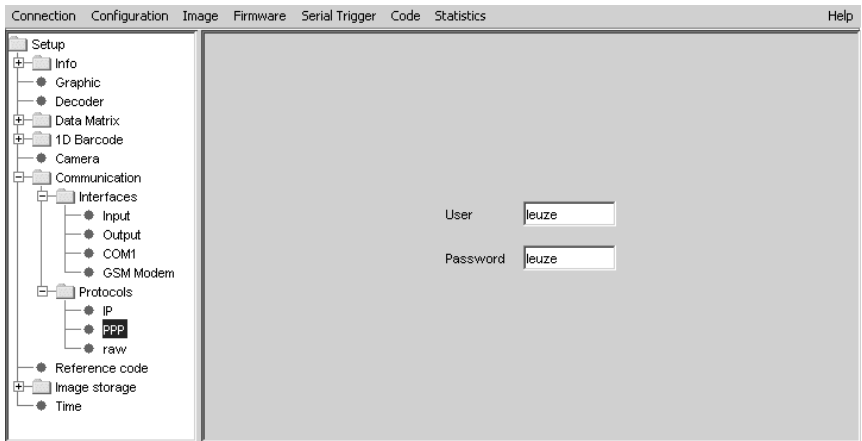 Connection Configuration Image Firmware Serial Trigger Code Statistics Help
Setup
Info
Graphic
Decoder
Data Matrix
1D Barcode
Camera
Communication
Interfaces
Input
Output
COM1
GSM Modem
Protocols
IP
PPP
raw
Reference code
Image storage
Time
User leuze
Password leuze